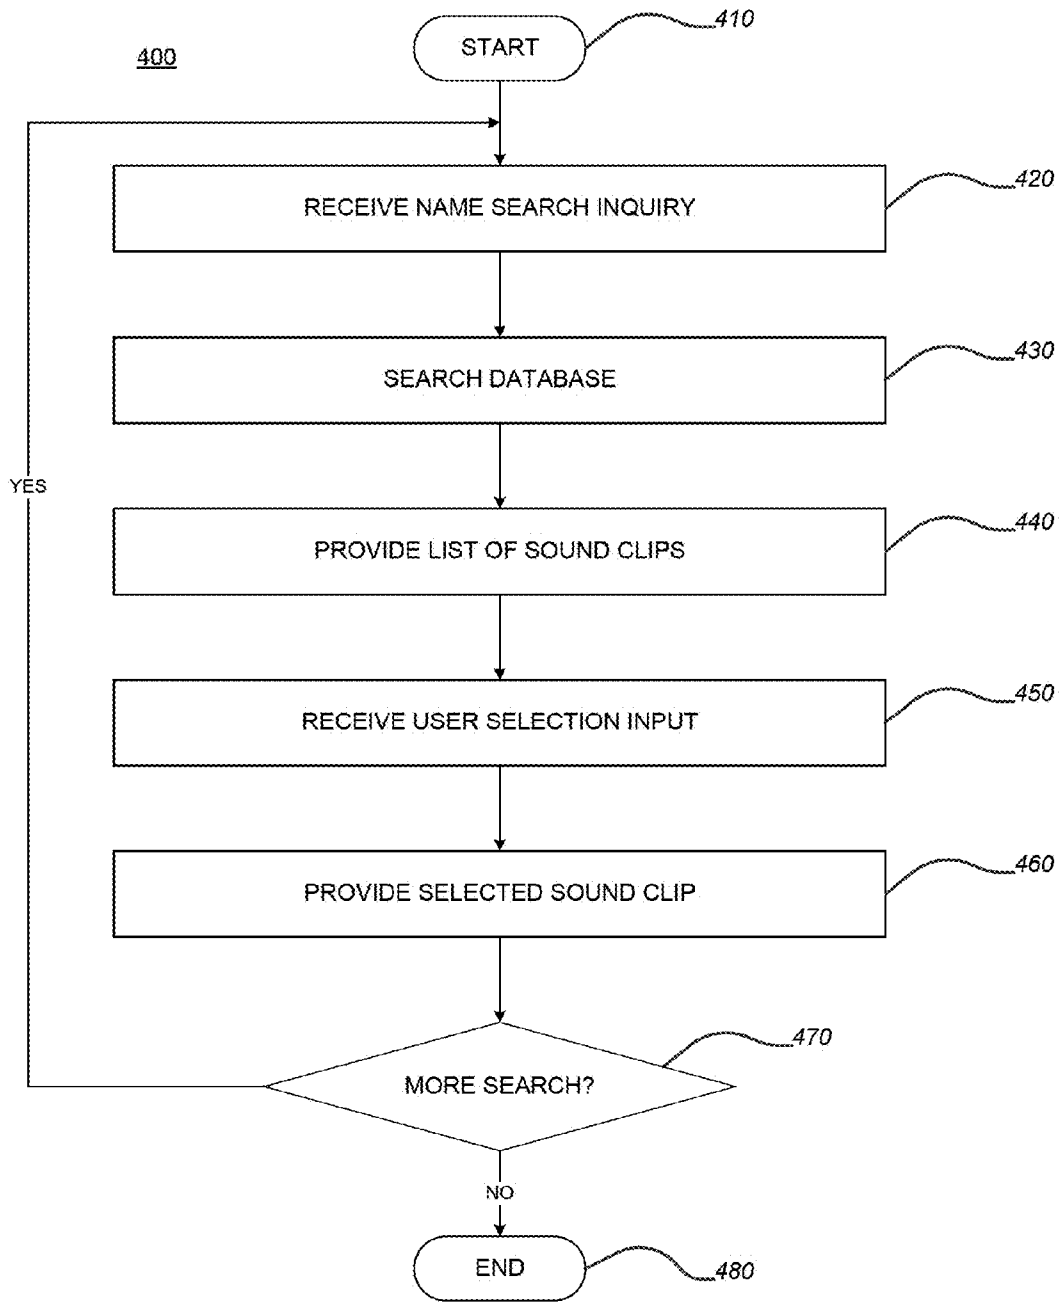 START
410
400
RECEIVE NAME SEARCH INQUIRY
420
SEARCH DATABASE
430
PROVIDE LIST OF SOUND CLIPS
440
YES
RECEIVE USER SELECTION INPUT
450
PROVIDE SELECTED SOUND CLIP
460
MORE SEARCH?
470
NO
END
480